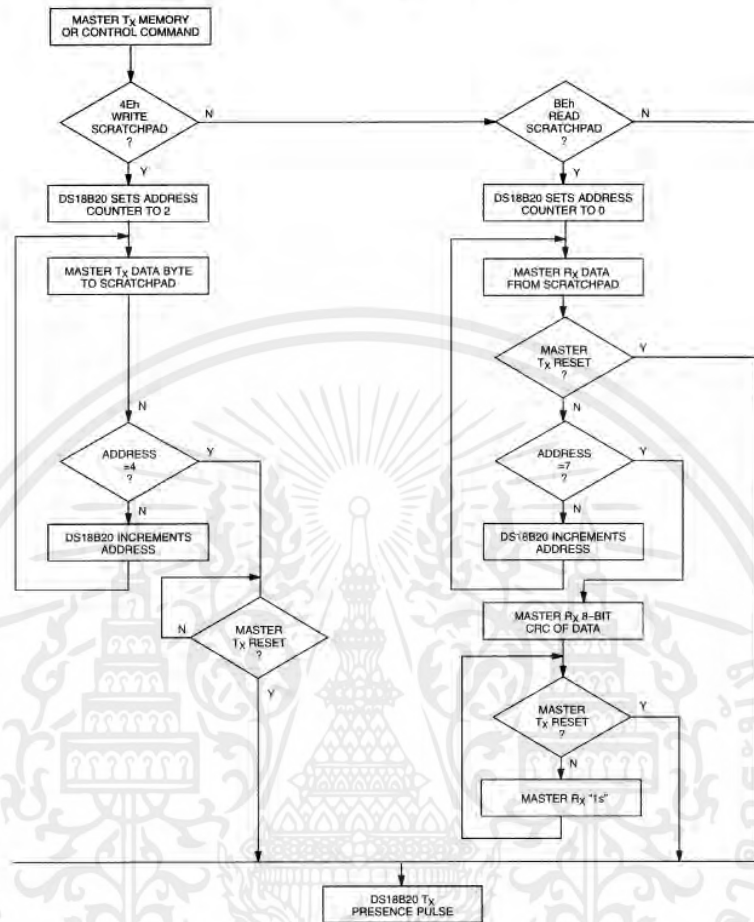 MASTER TX MEMORY
OR CONTROL COMMAND
4Eh
WRITE
SCRATCHPAD
?
N
Y
DS18B20 SETS ADDRESS
COUNTER TO 2
MASTER TX DATA BYTE
TO SCRATCHPAD
N
ADDRESS
=4
?
Y
N
DS18B20 INCREMENTS
ADDRESS
MASTER
TX RESET
?
N
Y
BEh
READ
SCRATCHPAD
?
N
Y
DS18B20 SETS ADDRESS
COUNTER TO 0
MASTER RX DATA
FROM SCRATCHPAD
MASTER
TX RESET
?
Y
N
ADDRESS
=7
?
Y
N
DS18B20 INCREMENTS
ADDRESS
MASTER RX 8-BIT
CRC OF DATA
MASTER
TX RESET
?
Y
N
MASTER RX "1s"
DS18B20 TX
PRESENCE PULSE